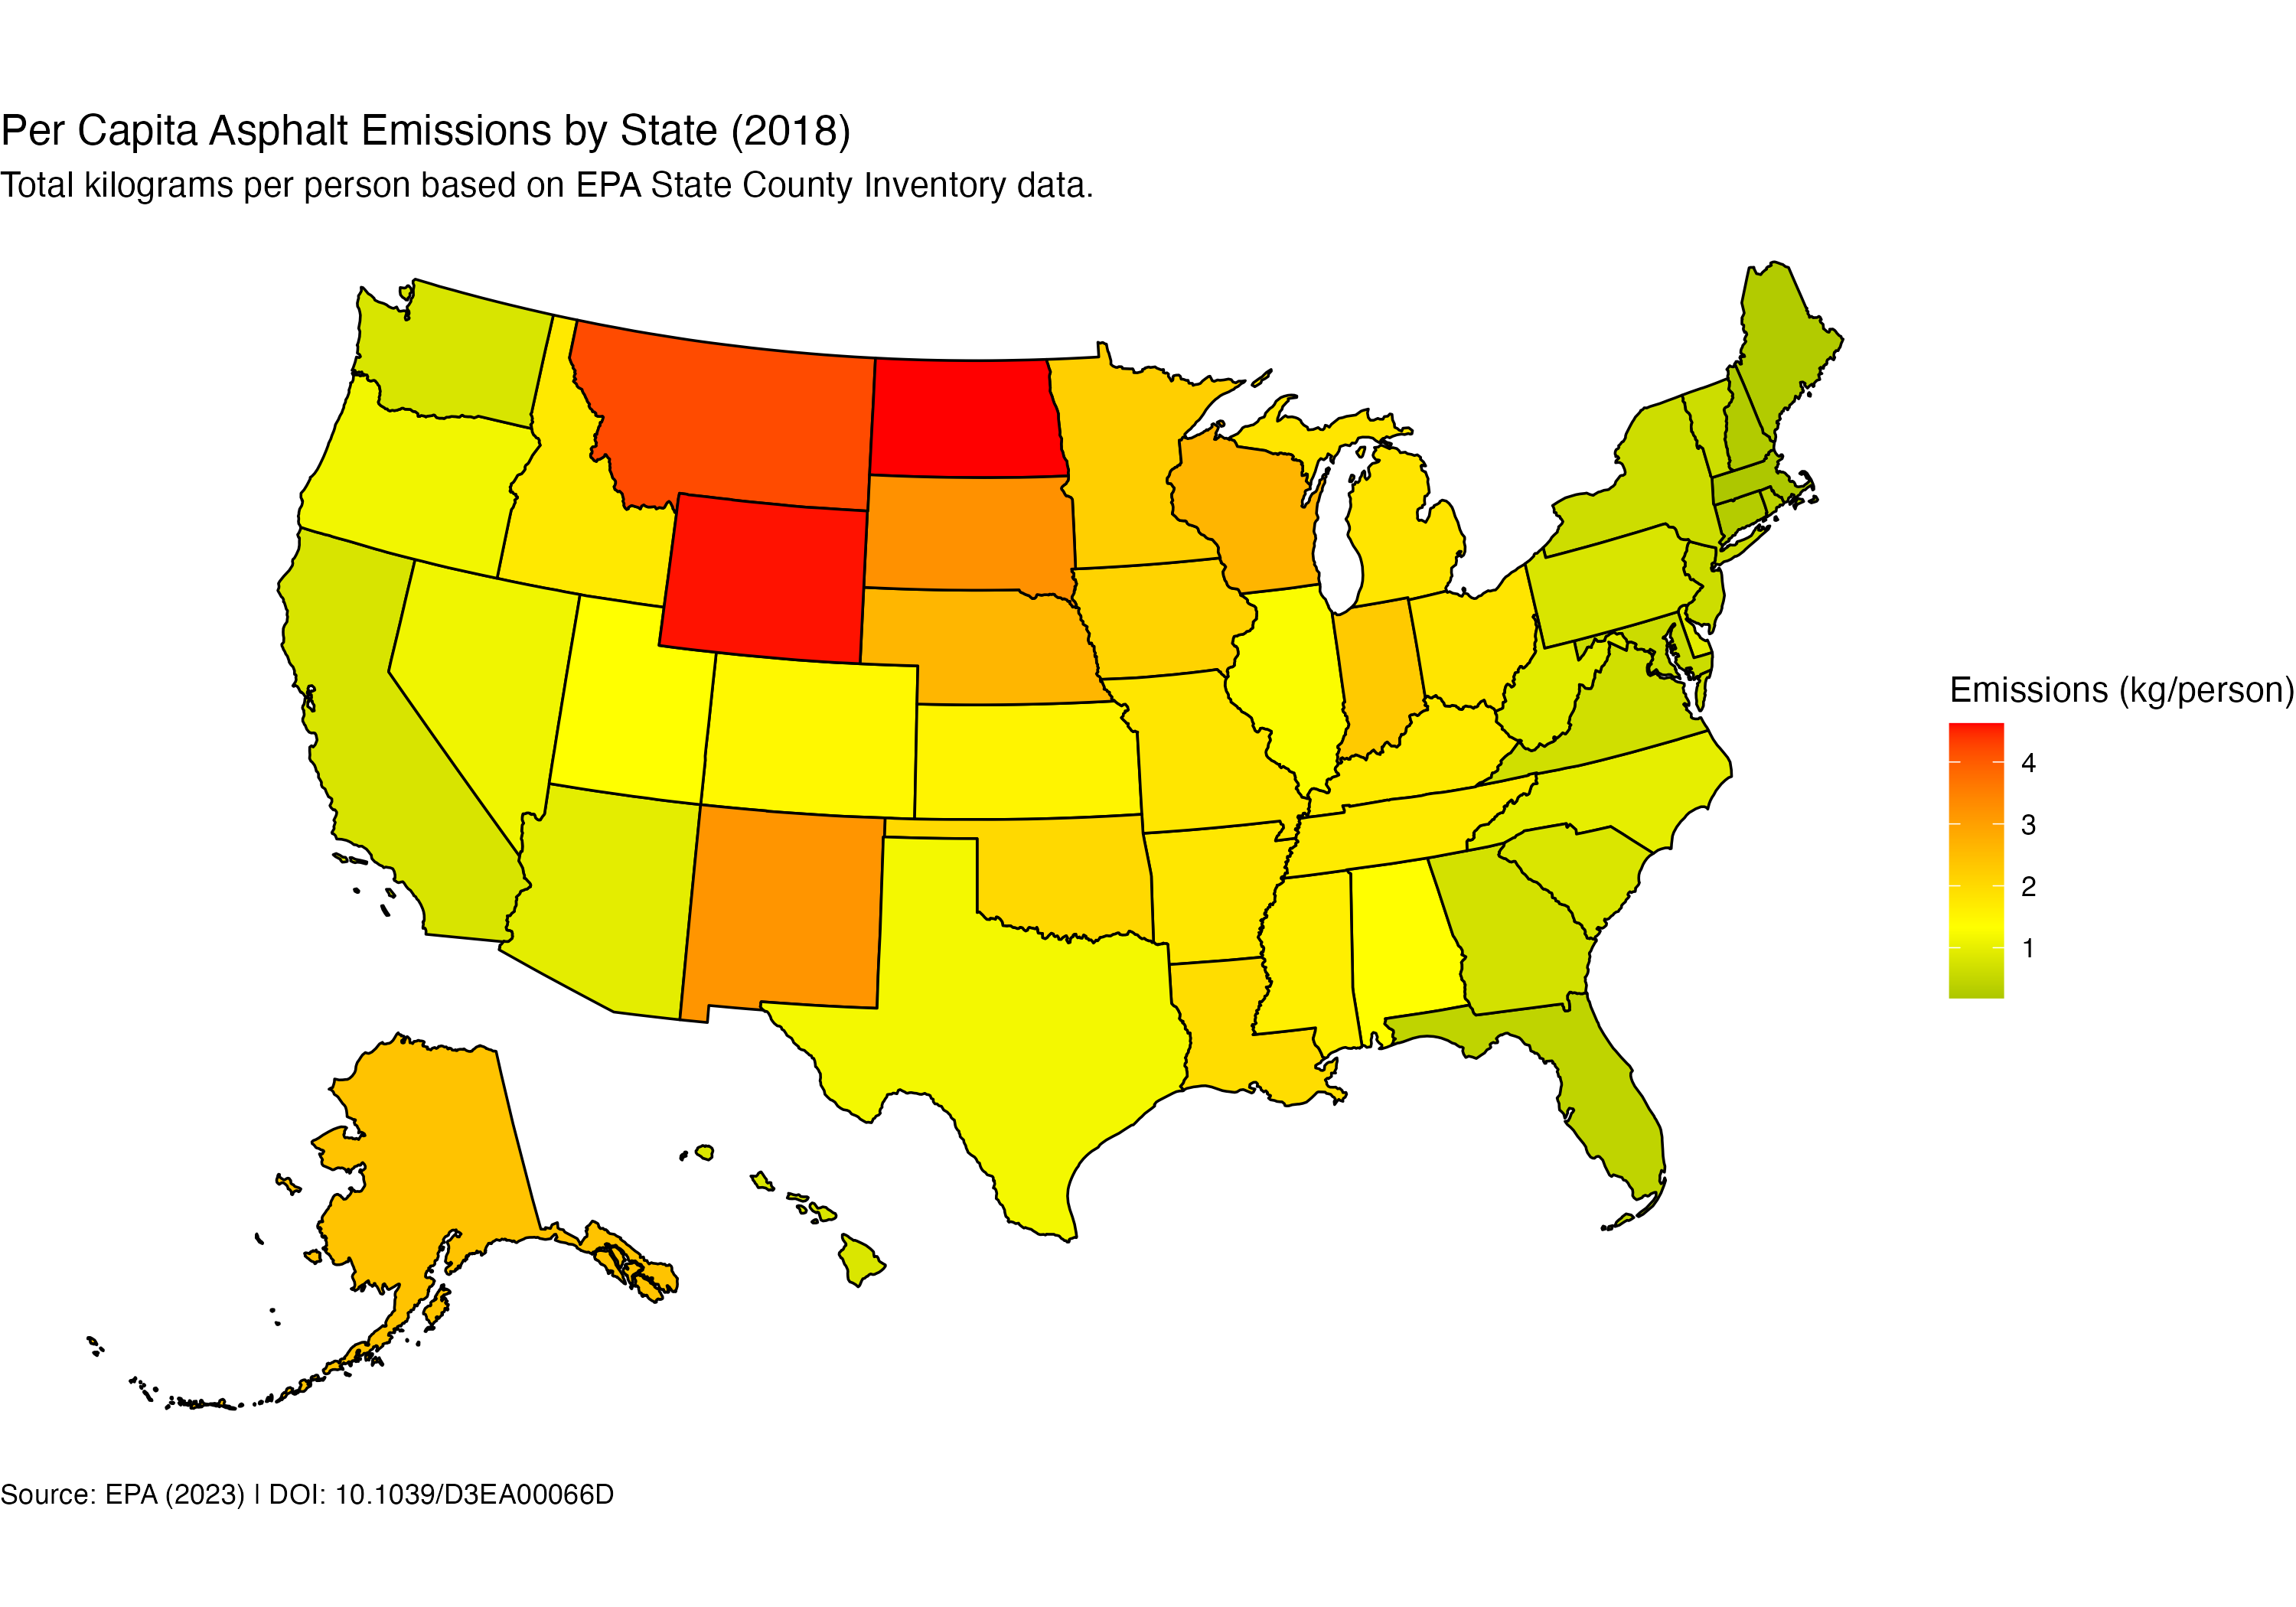 Per Capita Asphalt Emissions by State (2018)
Total kilograms per person based on EPA State County Inventory data.
Emissions (kg/person)
4
3
2
1
Source: EPA (2023) | DOI: 10.1039/D3EA00066D